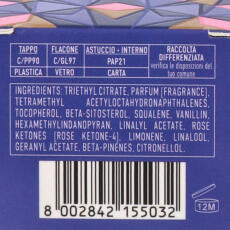 TAPPO
C/PP90
PLASTICA
FLACONE
C/GL97
VETRO
ASTUCCIO - INTERNO
PAP21
CARTA
RACCOLTA
DIFFERENZIATA
verifica le disposizioni del
tuo comune
INGREDIENTS: TRIETHYL CITRATE, PARFUM [FRAGRANCE],
TETRAMETHYL ACETYLOCTAHYDRONAPHTHALENES,
TOCOPHEROL, BETA-SITOSTEROL, SQUALENE, VANILLIN,
HEXAMETHYLINDANOPYRAN, LINALYL ACETATE, ROSE
KETONES [ROSE KETONE-4], LIMONENE, LINALOOL,
GERANYL ACETATE, BETA-PINENES, CITRONELLOL.
8 002842 155032
12M